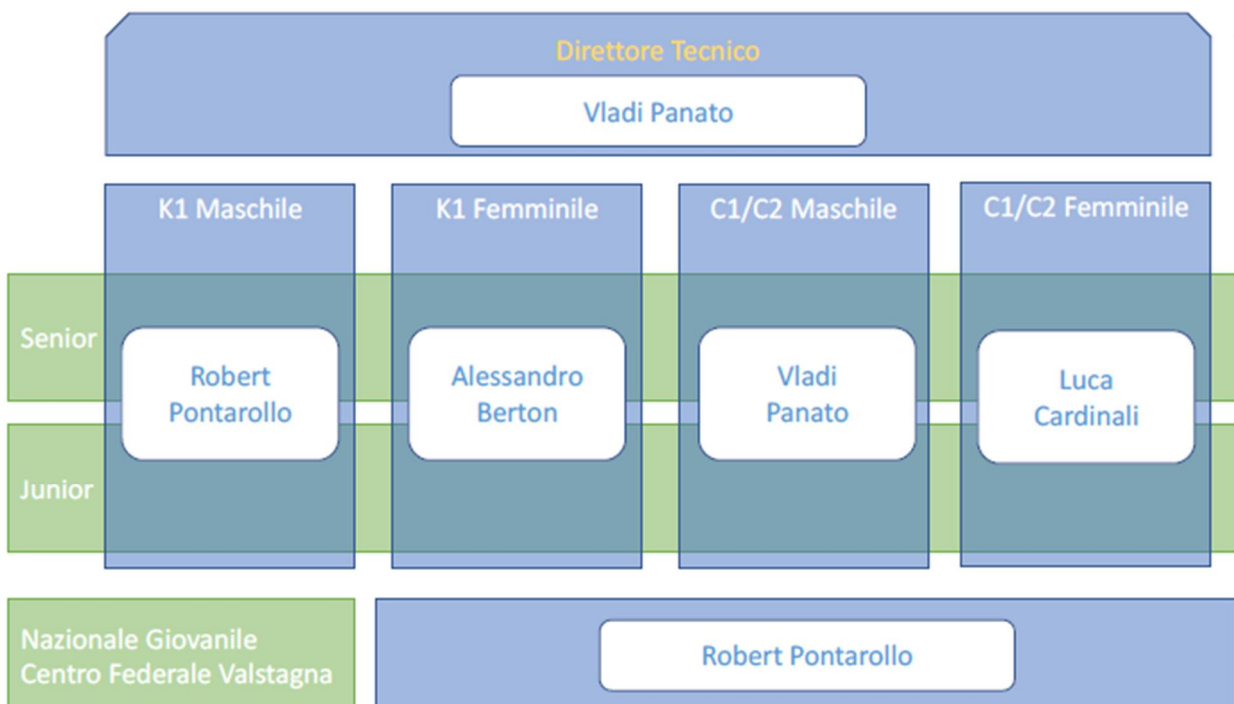 Direttore Tecnico
Vladi Panato
K1 Maschile
K1 Femminile
C1/C2 Maschile
C1/C2 Femminile
Senior
Robert
Pontarollo
Alessandro
Berton
Vladi
Panato
Luca
Cardinali
Junior
Nazionale Giovanile
Centro Federale Valstagna
Robert Pontarollo